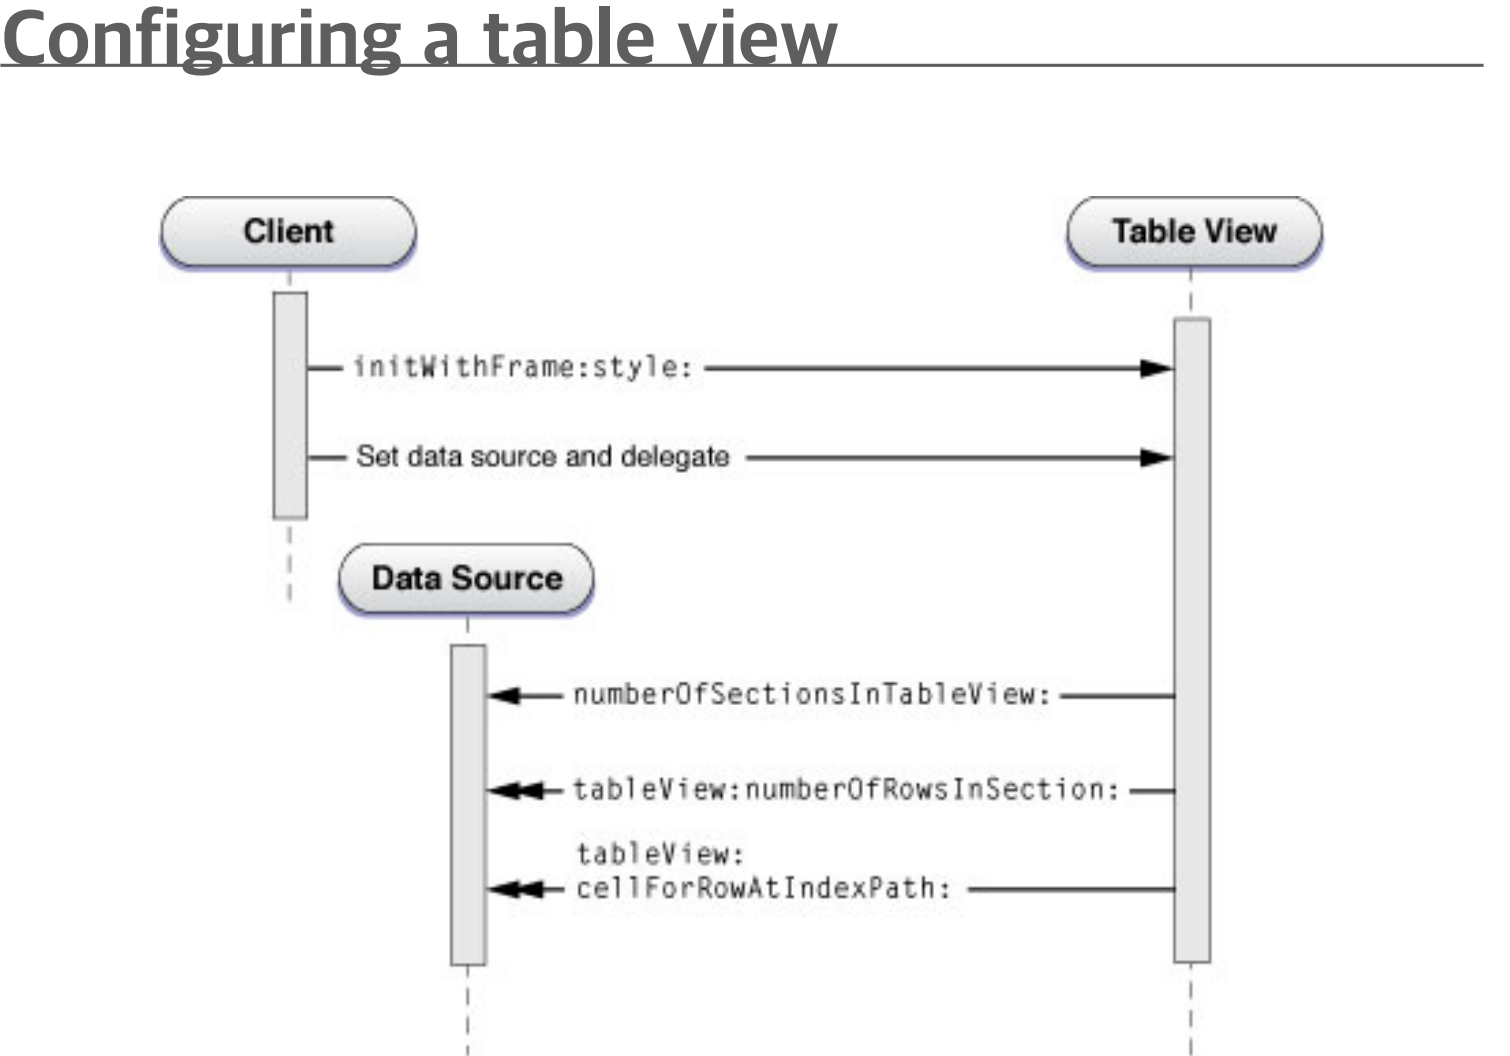 Configuring a table view
Client
Table View
initWithFrame:style:
Set data source and delegate
Data Source
numberOfSectionsInTableView:
tableView:numberOfRowsInSection:
tableView:
cellForRowAtIndexPath: